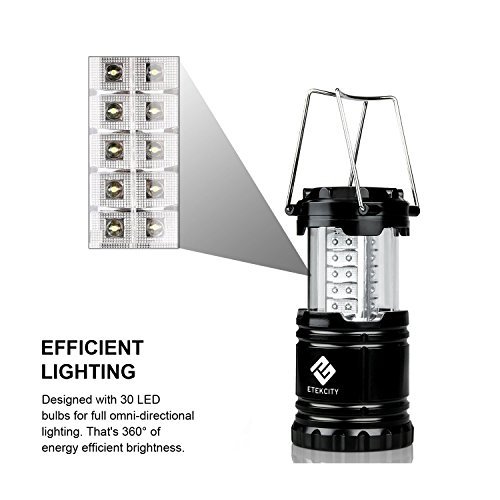 EFFICIENT
LIGHTING
Designed with 30 LED
bulbs for full omni-directional
lighting. That's 360° of
energy efficient brightness.
ETEKCITY